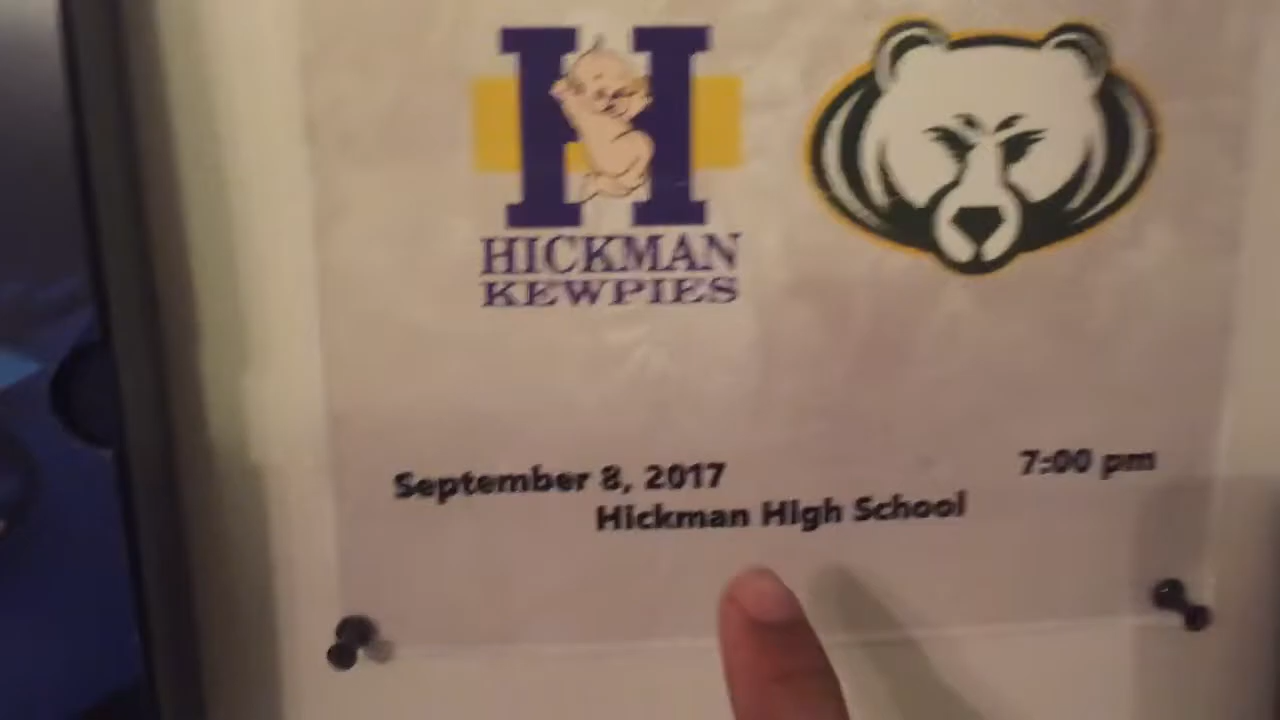 H
HICKMAN
KEWPIES
September 8, 2017 7:00 pm
Hickman High School